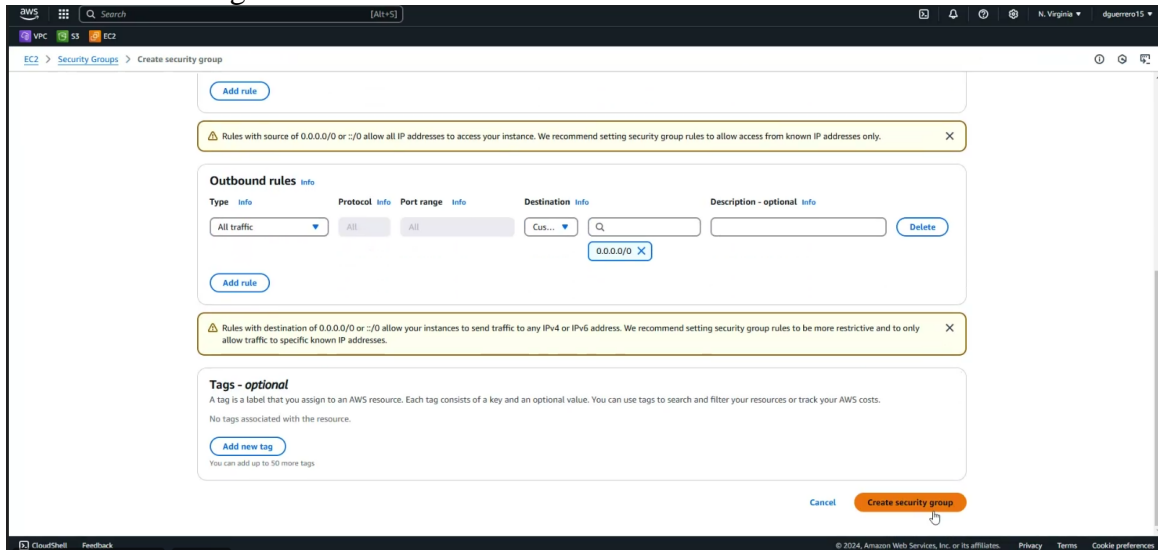 aws
Search [Alt+S]
N. Virginia ▼ dguerrero15 ▼
VPC S3 EC2
EC2 > Security Groups > Create security group
Add rule
Rules with source of 0.0.0.0/0 or ::/0 allow all IP addresses to access your instance. We recommend setting security group rules to allow access from known IP addresses only.
Outbound rules Info
Type Info Protocol Info Port range Info Destination Info Description - optional Info
All traffic All All Cus... Delete
0.0.0.0/0
Add rule
Rules with destination of 0.0.0.0/0 or ::/0 allow your instances to send traffic to any IPv4 or IPv6 address. We recommend setting security group rules to be more restrictive and to only
allow traffic to specific known IP addresses.
Tags - optional
A tag is a label that you assign to an AWS resource. Each tag consists of a key and an optional value. You can use tags to search and filter your resources or track your AWS costs.
No tags associated with the resource.
Add new tag
You can add up to 50 more tags
Cancel Create security group
CloudShell Feedback © 2024, Amazon Web Services, Inc. or its affiliates. Privacy Terms Cookie preferences